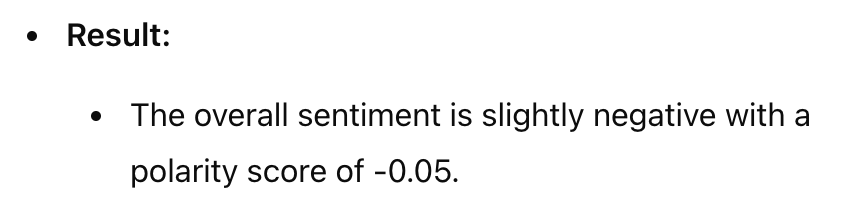 • Result:
• The overall sentiment is slightly negative with a
polarity score of -0.05.